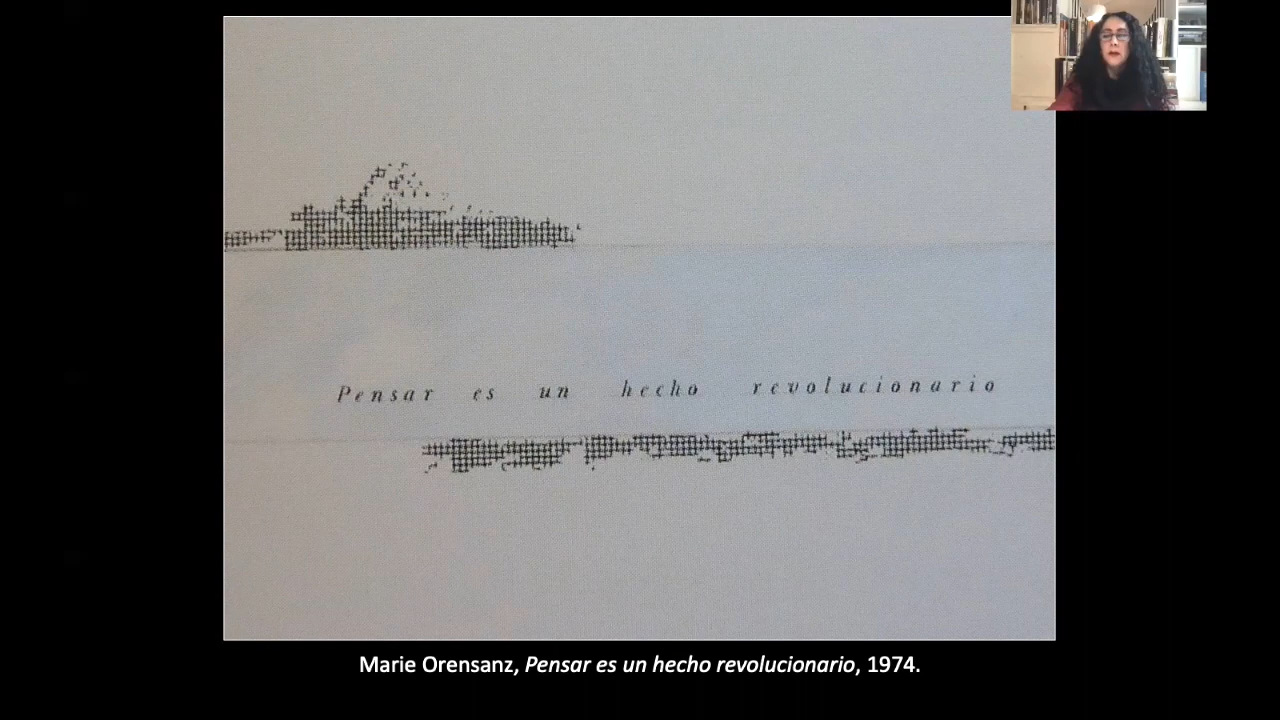 Pensar es un hecho revolucionario
Marie Orensanz, Pensar es un hecho revolucionario, 1974.